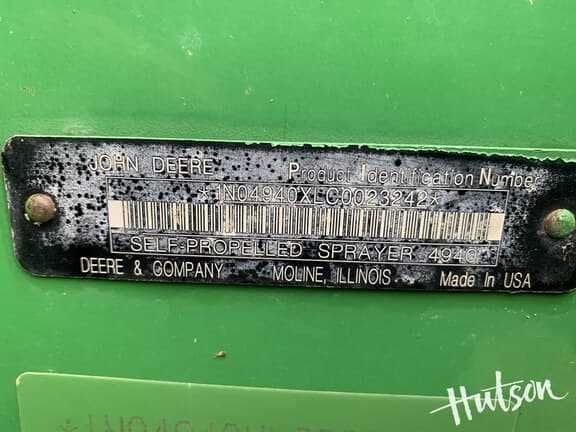 JOHN DEERE Product Identification Number
*1N04940XLC0023242*
SELF-PROPELLED SPRAYER 4940
DEERE & COMPANY MOLINE, ILLINOIS Made In USA
Hutson